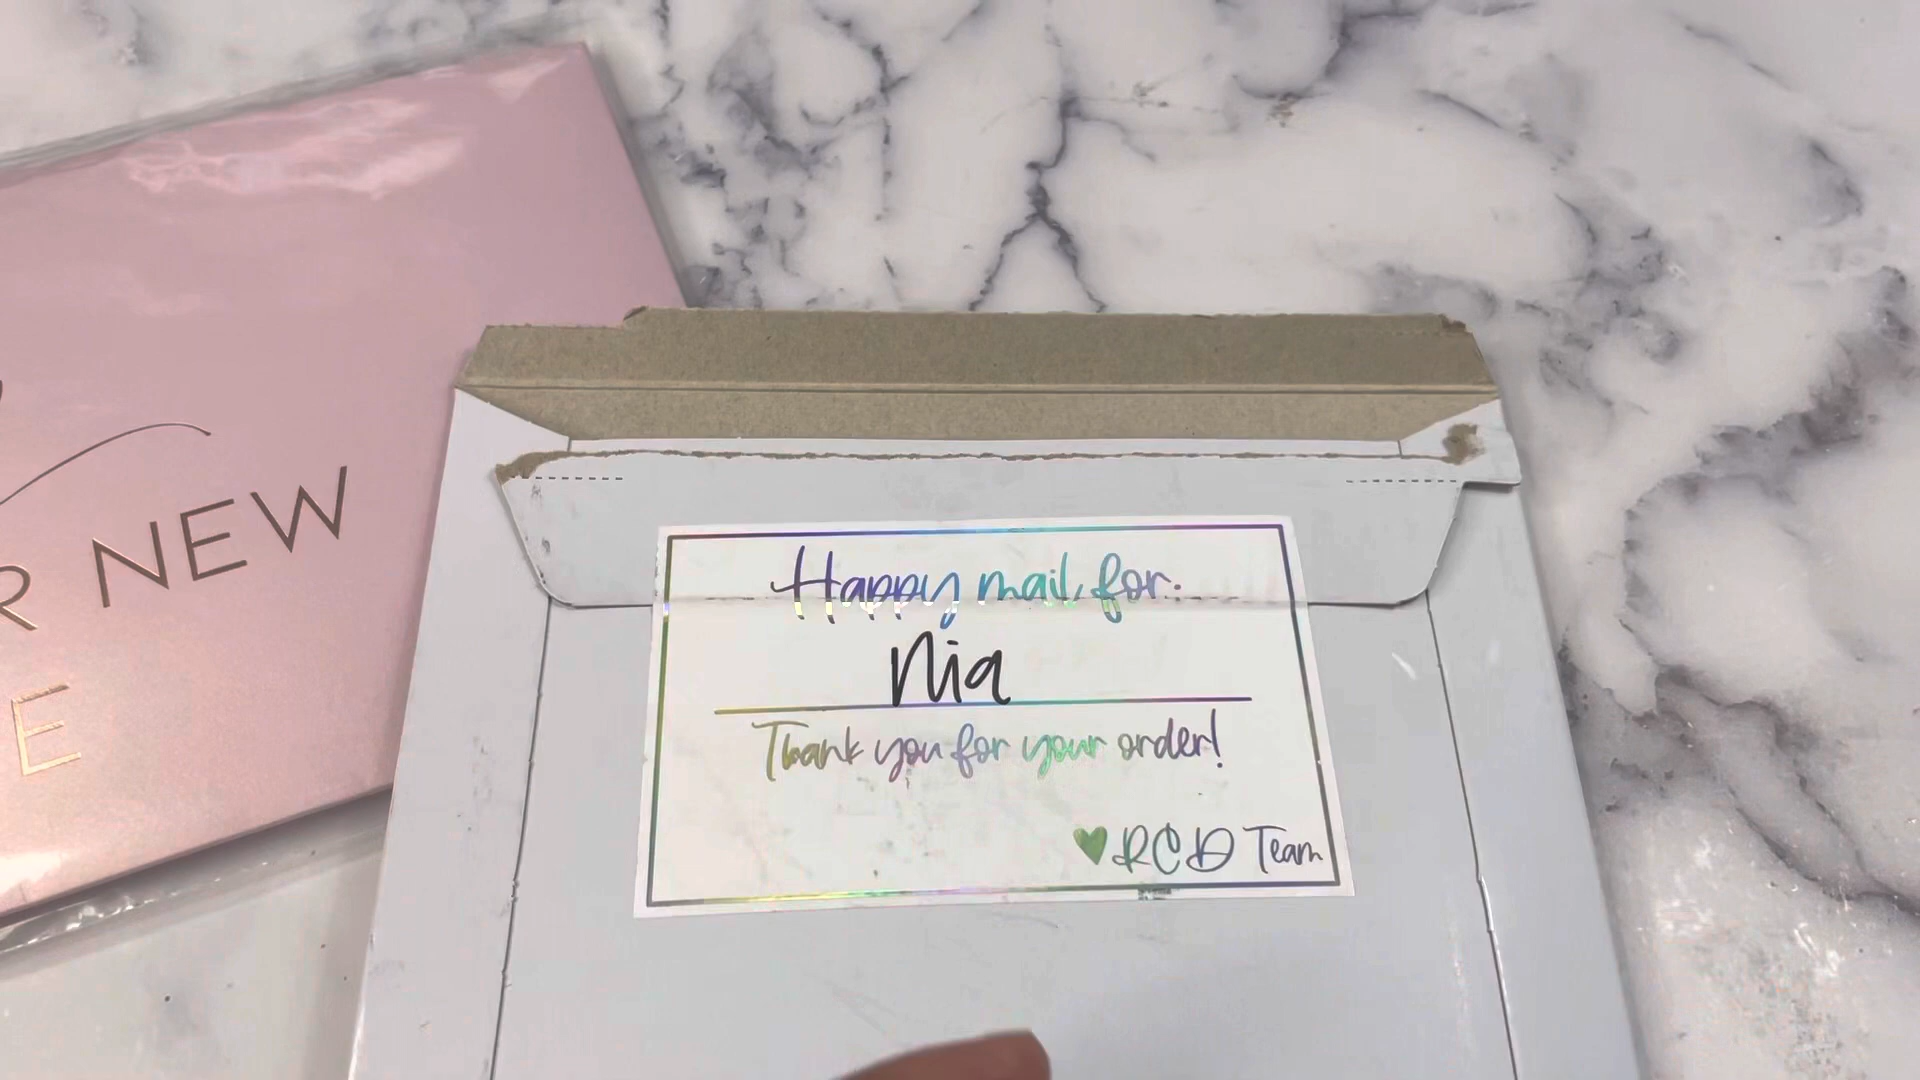 R NEW
E
Happy mail for:
Nia
Thank you for your order!
RCD Team